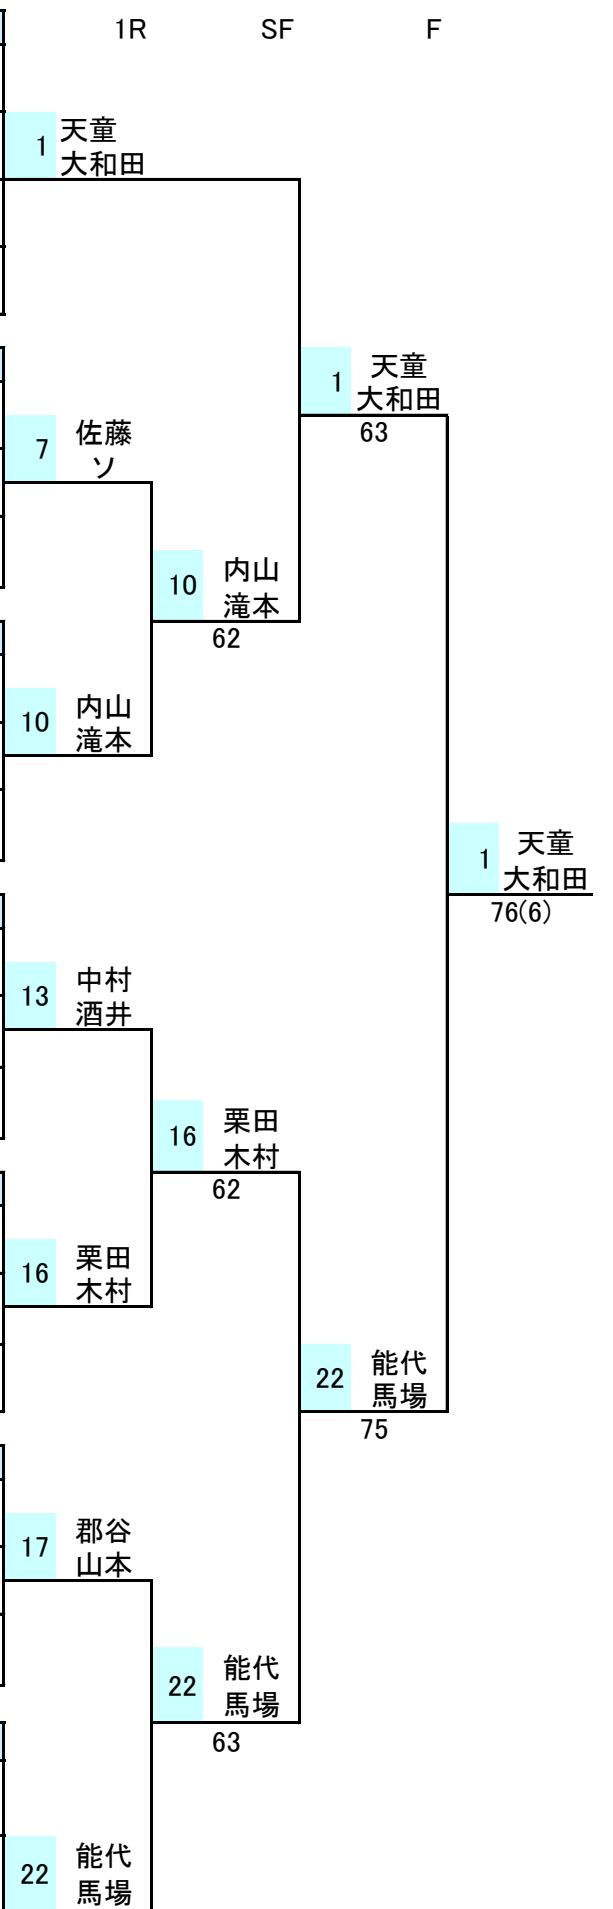 1R SF F
1 天童
大和田
1 天童
大和田
63
7 佐藤
ソ
10 内山
滝本
62
10 内山
滝本
1 天童
大和田
76(6)
13 中村
酒井
16 栗田
木村
62
16 栗田
木村
22 能代
馬場
75
17 郡谷
山本
22 能代
馬場
63
22 能代
馬場